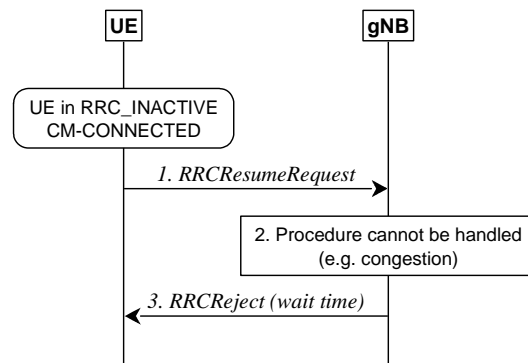 UE
gNB
UE in RRC_INACTIVE
CM-CONNECTED
1. RRCResumeRequest
2. Procedure cannot be handled
(e.g. congestion)
3. RRCReject (wait time)